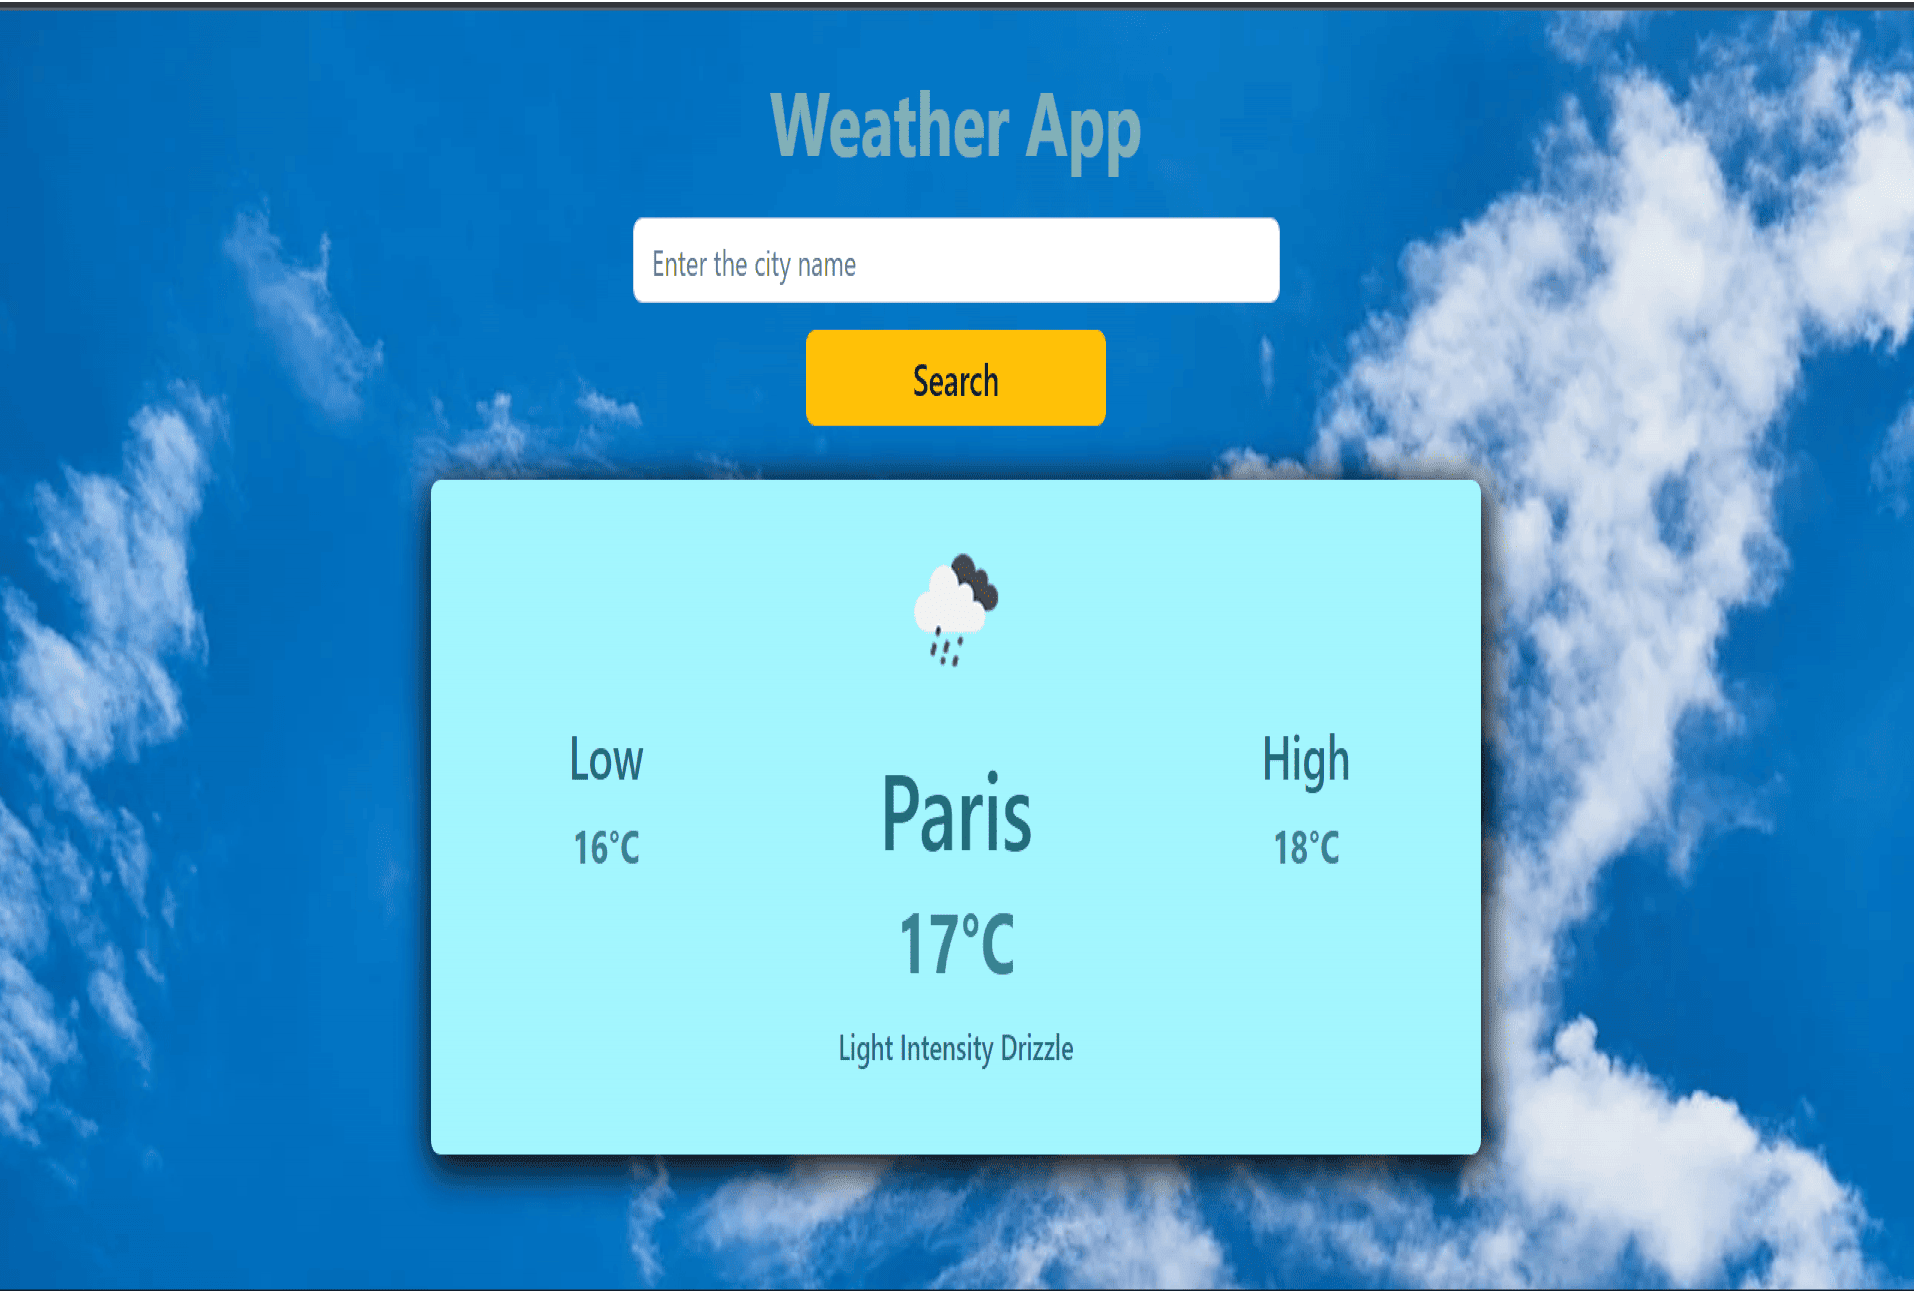 Weather App
Enter the city name
Search
Low
High
Paris
16°C
18°C
17°C
Light Intensity Drizzle